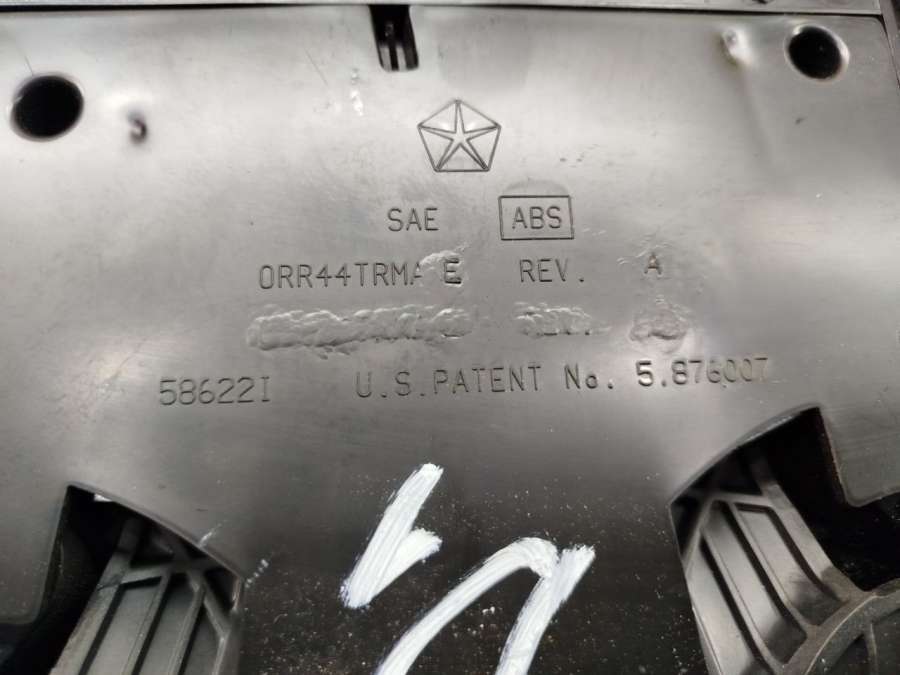 SAE ABS
0RR44TRMA E REV. A
58622I U.S.PATENT No. 5.876007